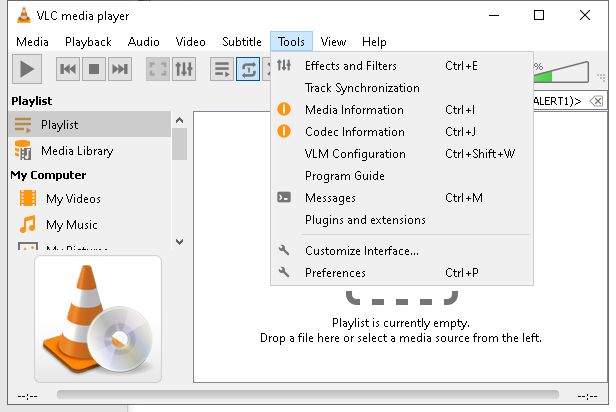 VLC media player
Media Playback Audio Video Subtitle Tools View Help
Effects and Filters Ctrl+E
Track Synchronization
Media Information Ctrl+I
Codec Information Ctrl+J
VLM Configuration Ctrl+Shift+W
Program Guide
Messages Ctrl+M
Plugins and extensions
Customize Interface...
Preferences Ctrl+P
%
ALERT1)>
Playlist
Playlist
Media Library
My Computer
My Videos
My Music
My Pictures
Playlist is currently empty.
Drop a file here or select a media source from the left.
--:-- --:--